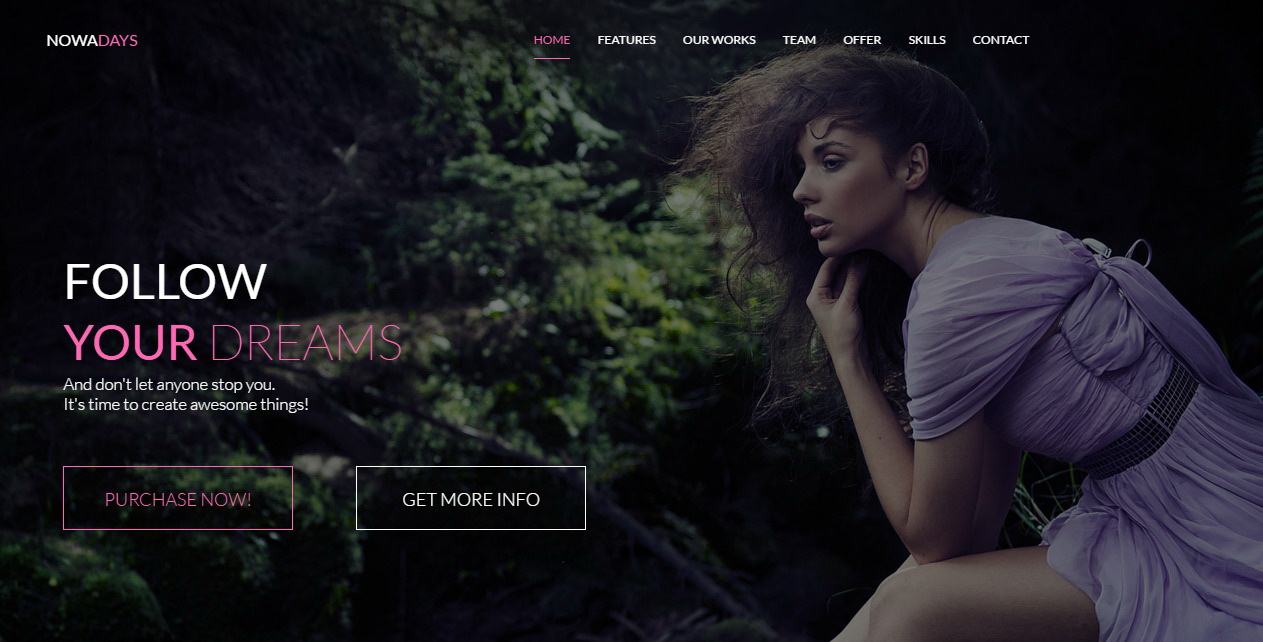 NOWADAYS
HOME FEATURES OUR WORKS TEAM OFFER SKILLS CONTACT
FOLLOW
YOUR DREAMS
And don't let anyone stop you.
It's time to create awesome things!
PURCHASE NOW! GET MORE INFO